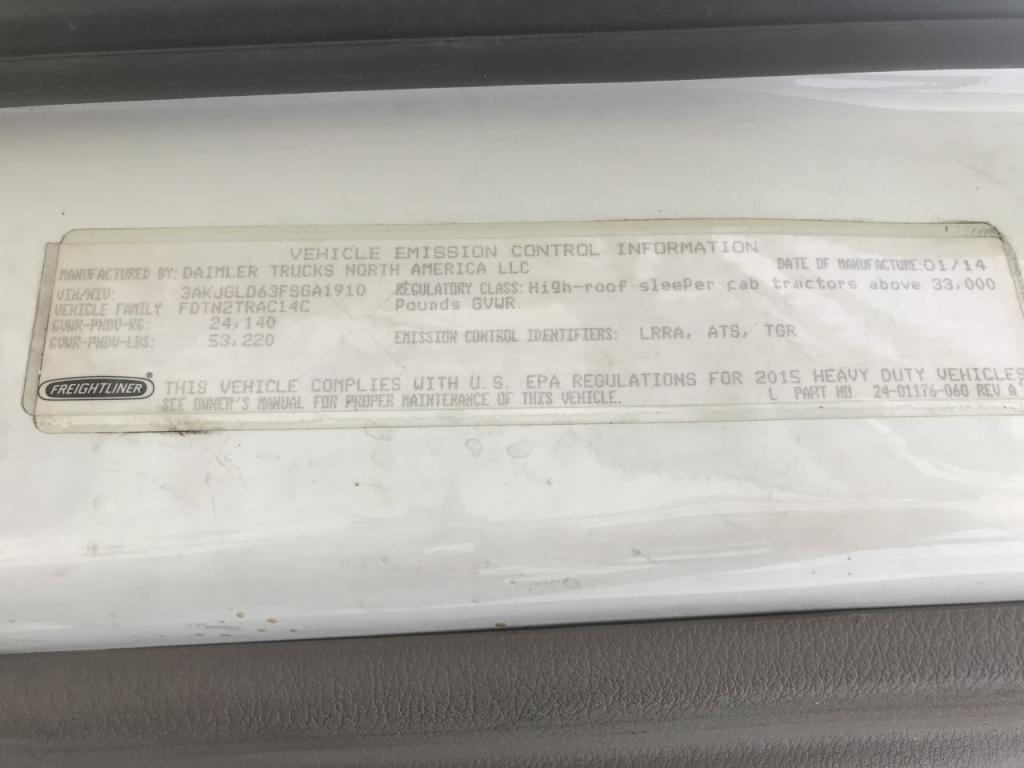 VEHICLE EMISSION CONTROL INFORMATION
MANUFACTURED BY: DAIMLER TRUCKS NORTH AMERICA LLC DATE OF MANUFACTURE: 01/14
VIN/NIV: 3AKJGLD63FSGA1910 REGULATORY CLASS: High-roof sleeper cab tractors above 33,000
VEHICLE FAMILY FDTN2TRAC14C Pounds GVWR.
GVWR-PNBV-KG: 24,140
GVWR-PNBV-LBS: 53,220 EMISSION CONTROL IDENTIFIERS: LRRA, ATS, TGR
FREIGHTLINER® THIS VEHICLE COMPLIES WITH U.S. EPA REGULATIONS FOR 2015 HEAVY DUTY VEHICLES
SEE OWNER'S MANUAL FOR PROPER MAINTENANCE OF THIS VEHICLE. L PART NO. 24-01176-060 REV A